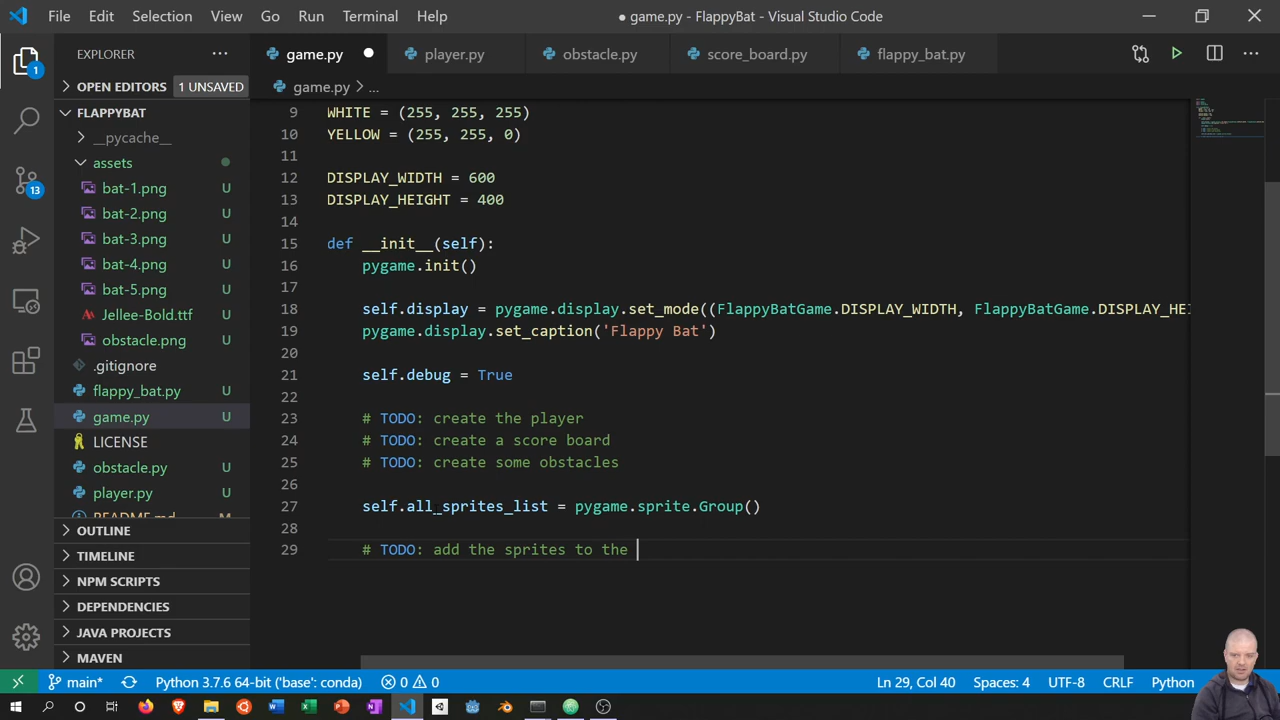 File Edit Selection View Go Run Terminal Help
● game.py - FlappyBat - Visual Studio Code
EXPLORER
game.py
player.py
obstacle.py
score_board.py
flappy_bat.py
OPEN EDITORS 1 UNSAVED
game.py > ...
FLAPPYBAT
__pycache__
assets
bat-1.png U
bat-2.png U
bat-3.png U
bat-4.png U
bat-5.png U
Jellee-Bold.ttf U
obstacle.png U
.gitignore
flappy_bat.py U
game.py U
LICENSE
obstacle.py U
player.py U
README.md M
OUTLINE
TIMELINE
NPM SCRIPTS
DEPENDENCIES
JAVA PROJECTS
MAVEN
1
13
9 WHITE = (255, 255, 255)
10 YELLOW = (255, 255, 0)
11
12 DISPLAY_WIDTH = 600
13 DISPLAY_HEIGHT = 400
14
15 def __init__(self):
16 pygame.init()
17
18 self.display = pygame.display.set_mode((FlappyBatGame.DISPLAY_WIDTH, FlappyBatGame.DISPLAY_HEI
19 pygame.display.set_caption('Flappy Bat')
20
21 self.debug = True
22
23 # TODO: create the player
24 # TODO: create a score board
25 # TODO: create some obstacles
26
27 self.all_sprites_list = pygame.sprite.Group()
28
29 # TODO: add the sprites to the
main* Python 3.7.6 64-bit ('base': conda) 0 0 Ln 29, Col 40 Spaces: 4 UTF-8 CRLF Python